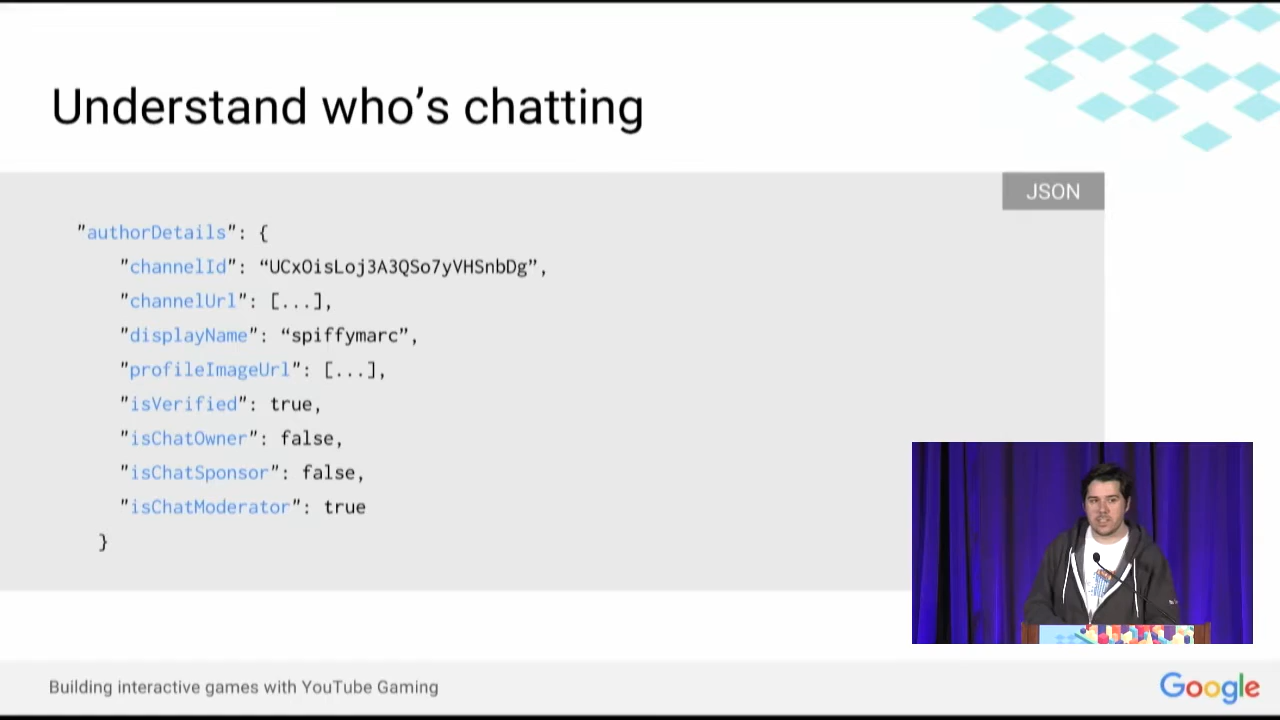 Understand who’s chatting
JSON
"authorDetails": {
"channelId": “UCxOisLoj3A3QSo7yVHSnbDg”,
"channelUrl": [...],
"displayName": “spiffymarc”,
"profileImageUrl": [...],
"isVerified": true,
"isChatOwner": false,
"isChatSponsor": false,
"isChatModerator": true
}
Building interactive games with YouTube Gaming
Google